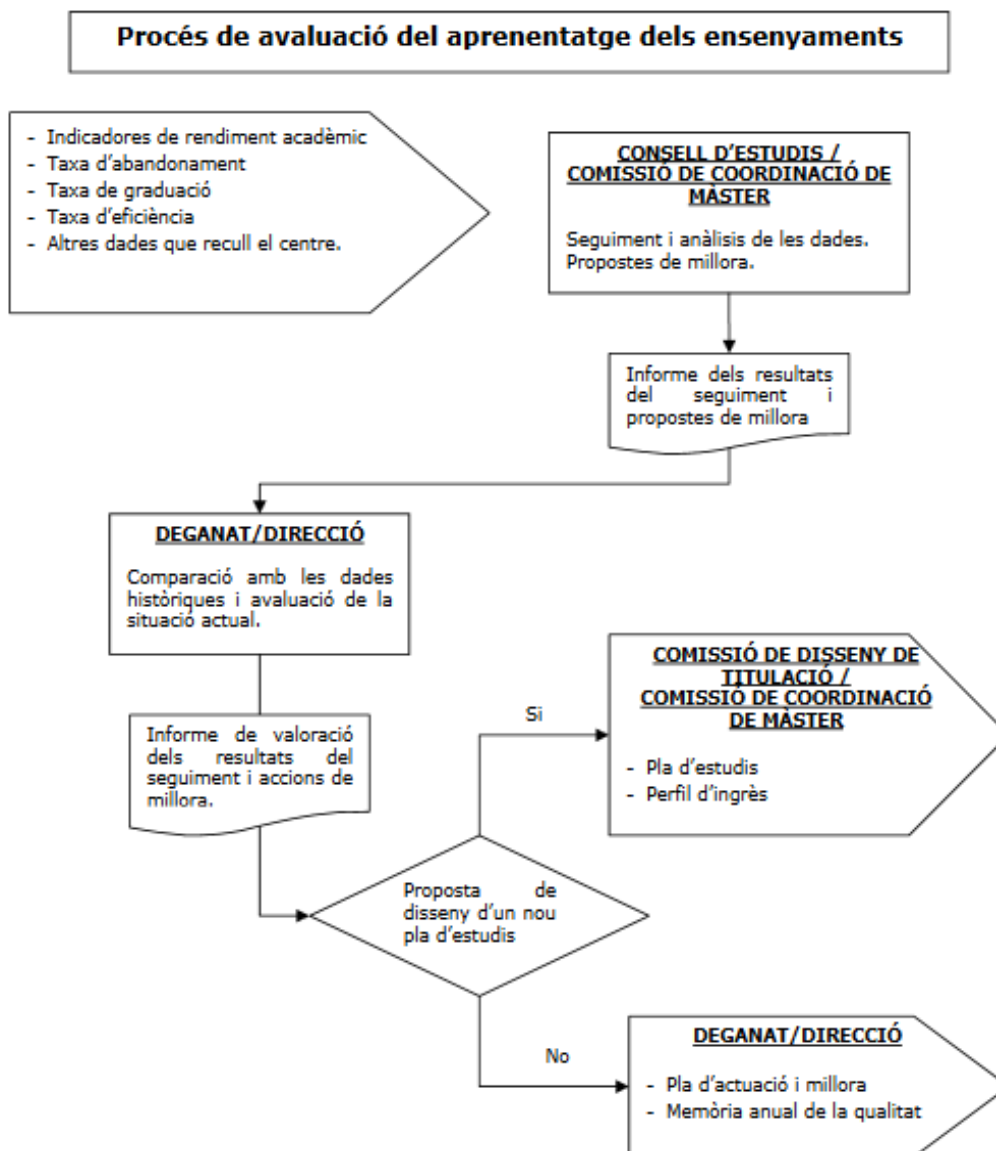 Procés de avaluació del aprenentatge dels ensenyaments
- Indicadores de rendiment acadèmic
- Taxa d'abandonament
- Taxa de graduació
- Taxa d'eficiència
- Altres dades que recull el centre.
CONSELL D'ESTUDIS /
COMISSIÓ DE COORDINACIÓ DE
MÀSTER
Seguiment i anàlisis de les dades.
Propostes de millora.
Informe dels resultats
del seguiment i
propostes de millora
DEGANAT/DIRECCIÓ
Comparació amb les dades
històriques i avaluació de la
situació actual.
Informe de valoració
dels resultats del
seguiment i accions de
millora.
Proposta de
disseny d'un nou
pla d'estudis
Si
COMISSIÓ DE DISSENY DE
TITULACIÓ /
COMISSIÓ DE COORDINACIÓ
DE MÀSTER
- Pla d'estudis
- Perfil d'ingrès
No
DEGANAT/DIRECCIÓ
- Pla d'actuació i millora
- Memòria anual de la qualitat